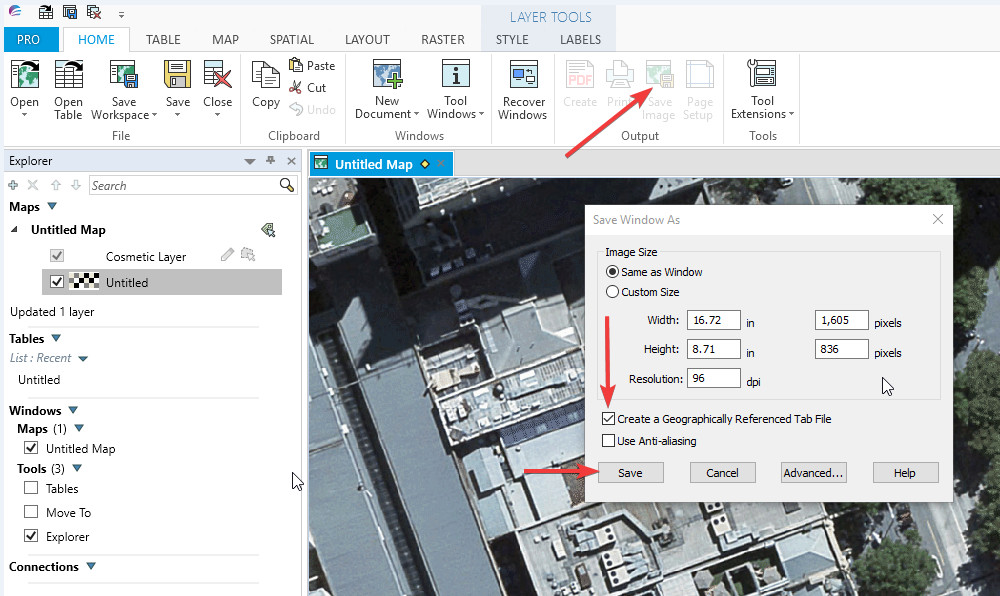 LAYER TOOLS
PRO HOME TABLE MAP SPATIAL LAYOUT RASTER STYLE LABELS
Open
Open Table
Save Workspace
Save
Close
Copy
Paste
Cut
Undo
New Document
Tool Windows
Recover Windows
Create
Print
Save Image
Page Setup
Tool Extensions
File Clipboard Windows Output Tools
PDF
Explorer
Search
Maps
Untitled Map
Cosmetic Layer
Untitled
Updated 1 layer
Tables
List : Recent
Untitled
Windows
Maps (1)
Untitled Map
Tools (3)
Tables
Move To
Explorer
Connections
Untitled Map
Save Window As
Image Size
Same as Window
Custom Size
Width: 16.72 in 1,605 pixels
Height: 8.71 in 836 pixels
Resolution: 96 dpi
Create a Geographically Referenced Tab File
Use Anti-aliasing
Save Cancel Advanced... Help